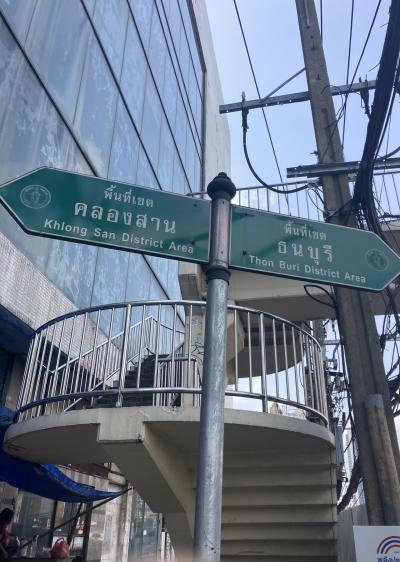 พื้นที่เขต
คลองสาน
Khlong San District Area
พื้นที่เขต
ธนบุรี
Thon Buri District Area